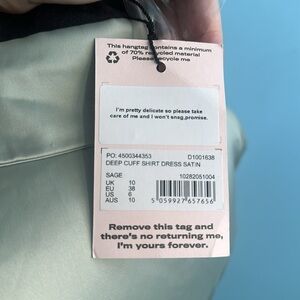 This hangtag contains a minimum
of 70% recycled material
Please recycle me
I'm pretty delicate so please take
care of me and I won't snag,promise.
PO: 4500344353 D1001638
DEEP CUFF SHIRT DRESS SATIN
SAGE 10282051004
UK 10
EU 38
US 6
AUS 10
5 059927 657656
Remove this tag and
there's no returning me,
I'm yours forever.